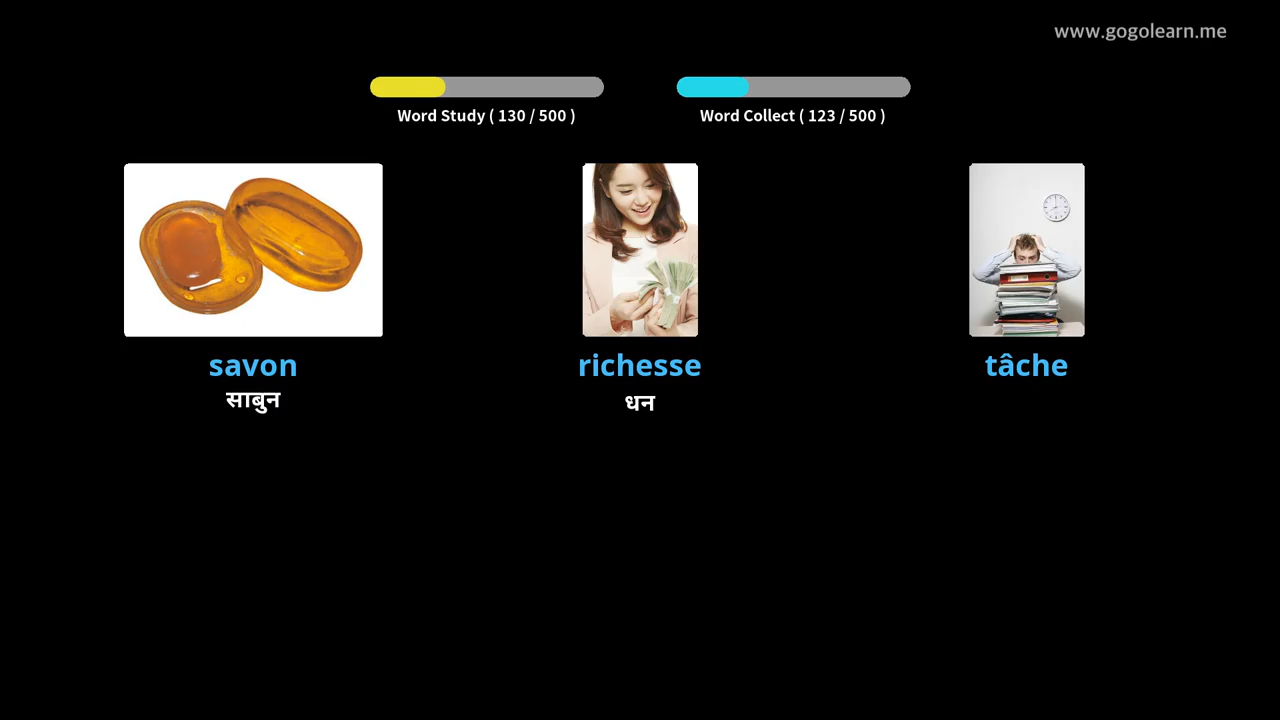 www.gogolearn.me
Word Study ( 130 / 500 )
Word Collect ( 123 / 500 )
savon
richesse
tâche
साबुन
धन